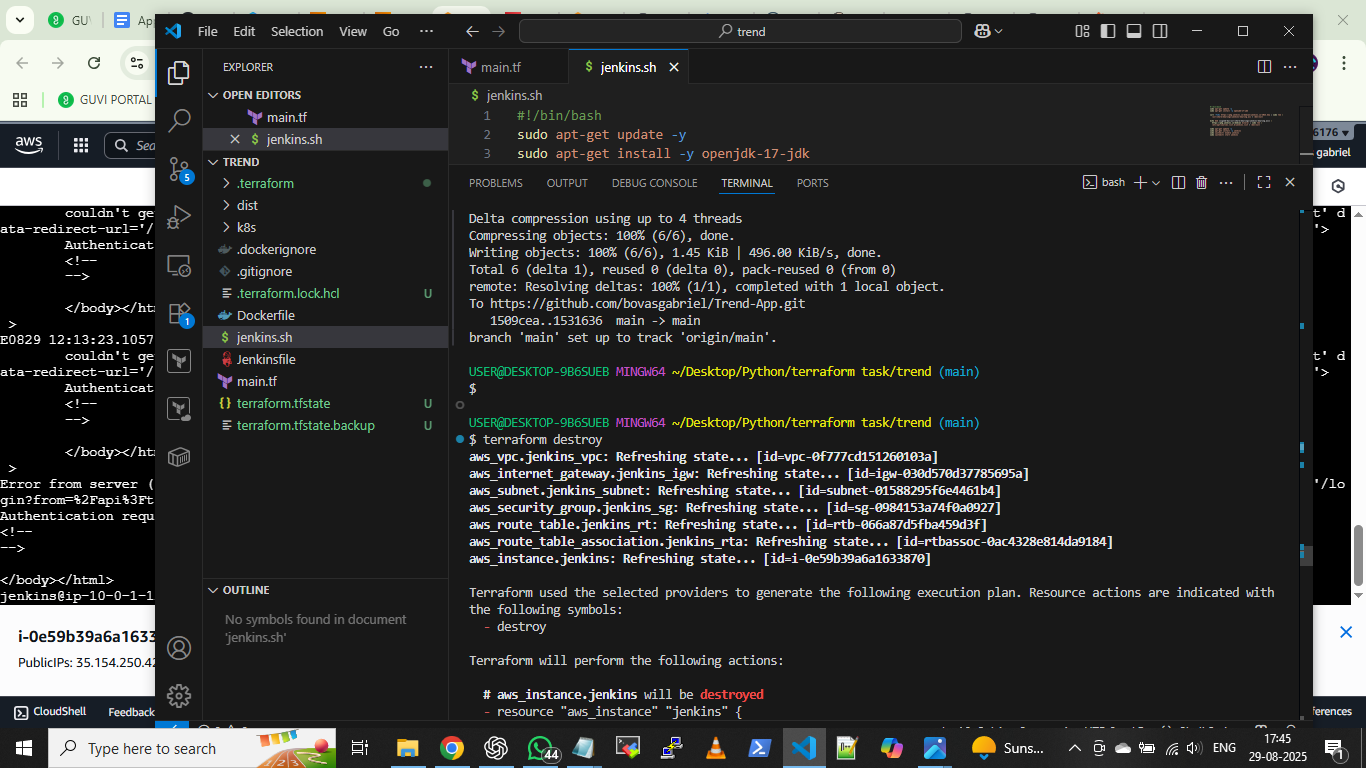 GUV
App
File Edit Selection View Go ···
trend
GUVI PORTAL
aws
Sea
6176
gabriel
EXPLORER
OPEN EDITORS
main.tf
jenkins.sh
TREND
.terraform
dist
k8s
.dockerignore
.gitignore
.terraform.lock.hcl U
Dockerfile
jenkins.sh
Jenkinsfile
main.tf
terraform.tfstate U
terraform.tfstate.backup U
OUTLINE
No symbols found in document
'jenkins.sh'
5
1
main.tf
jenkins.sh
jenkins.sh
1 #!/bin/bash
2 sudo apt-get update -y
3 sudo apt-get install -y openjdk-17-jdk
PROBLEMS OUTPUT DEBUG CONSOLE TERMINAL PORTS
bash
Delta compression using up to 4 threads
Compressing objects: 100% (6/6), done.
Writing objects: 100% (6/6), 1.45 KiB | 496.00 KiB/s, done.
Total 6 (delta 1), reused 0 (delta 0), pack-reused 0 (from 0)
remote: Resolving deltas: 100% (1/1), completed with 1 local object.
To https://github.com/bovasgabriel/Trend-App.git
1509cea..1531636 main -> main
branch 'main' set up to track 'origin/main'.
USER@DESKTOP-9B6SUEB MINGW64 ~/Desktop/Python/terraform task/trend (main)
$
USER@DESKTOP-9B6SUEB MINGW64 ~/Desktop/Python/terraform task/trend (main)
$ terraform destroy
aws_vpc.jenkins_vpc: Refreshing state... [id=vpc-0f777cd151260103a]
aws_internet_gateway.jenkins_igw: Refreshing state... [id=igw-030d570d37785695a]
aws_subnet.jenkins_subnet: Refreshing state... [id=subnet-01588295f6e4461b4]
aws_security_group.jenkins_sg: Refreshing state... [id=sg-0984153a74f0a0927]
aws_route_table.jenkins_rt: Refreshing state... [id=rtb-066a87d5fba459d3f]
aws_route_table_association.jenkins_rta: Refreshing state... [id=rtbassoc-0ac4328e814da9184]
aws_instance.jenkins: Refreshing state... [id=i-0e59b39a6a1633870]
Terraform used the selected providers to generate the following execution plan. Resource actions are indicated with
the following symbols:
- destroy
Terraform will perform the following actions:
# aws_instance.jenkins will be destroyed
- resource "aws_instance" "jenkins" {
couldn't ge
ata-redirect-url='/
Authenticat
<!--
-->
</body></ht
>
E0829 12:13:23.1057
couldn't ge
ata-redirect-url='/
Authenticat
<!--
-->
</body></ht
>
Error from server (
gin?from=%2Fapi%3Ft
Authentication requ
<!--
-->
</body></html>
jenkins@ip-10-0-1-1
t' d
'>
t' d
'>
'/lo
i-0e59b39a6a1633
PublicIPs: 35.154.250.42
CloudShell Feedback
ferences
Type here to search
44
Suns...
ENG
17:45
29-08-2025
1